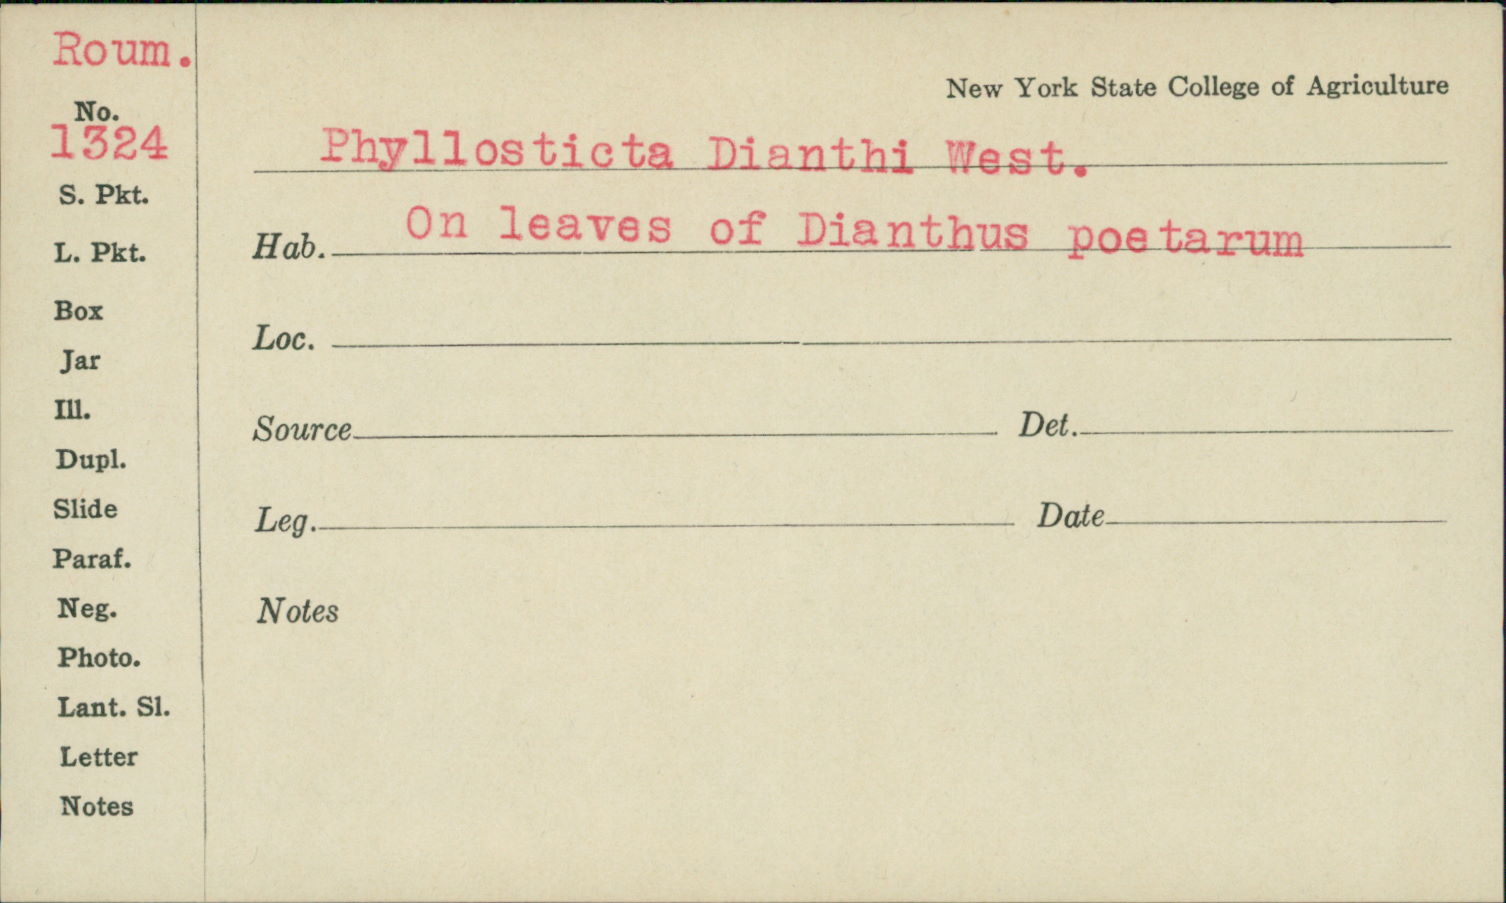 Roum.
New York State College of Agriculture
No.
1324
Phyllosticta Dianthi West.
S. Pkt.
Hab. On leaves of Dianthus poetarum
L. Pkt.
Box
Loc.
Jar
Ill.
Source Det.
Dupl.
Slide
Leg. Date
Paraf.
Neg.
Notes
Photo.
Lant. Sl.
Letter
Notes